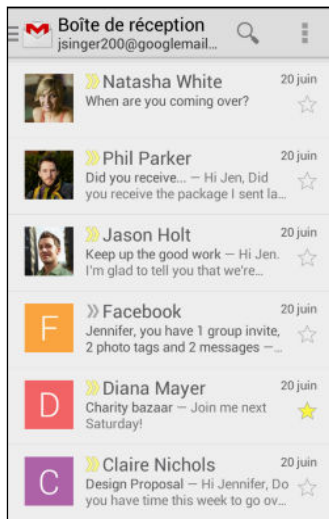 Boîte de réception
jsinger200@googlemail...
Natasha White 20 juin
When are you coming over?
Phil Parker 20 juin
Did you receive... — Hi Jen, Did
you receive the package I sent la...
Jason Holt 20 juin
Keep up the good work — Hi Jen.
I'm glad to tell you that we're...
F Facebook 20 juin
Jennifer, you have 1 group invite,
2 photo tags and 2 messages —...
D Diana Mayer 20 juin
Charity bazaar — Join me next
Saturday!
C Claire Nichols 20 juin
Design Proposal — Hi Jennifer, Do
you have time this week to go ov...